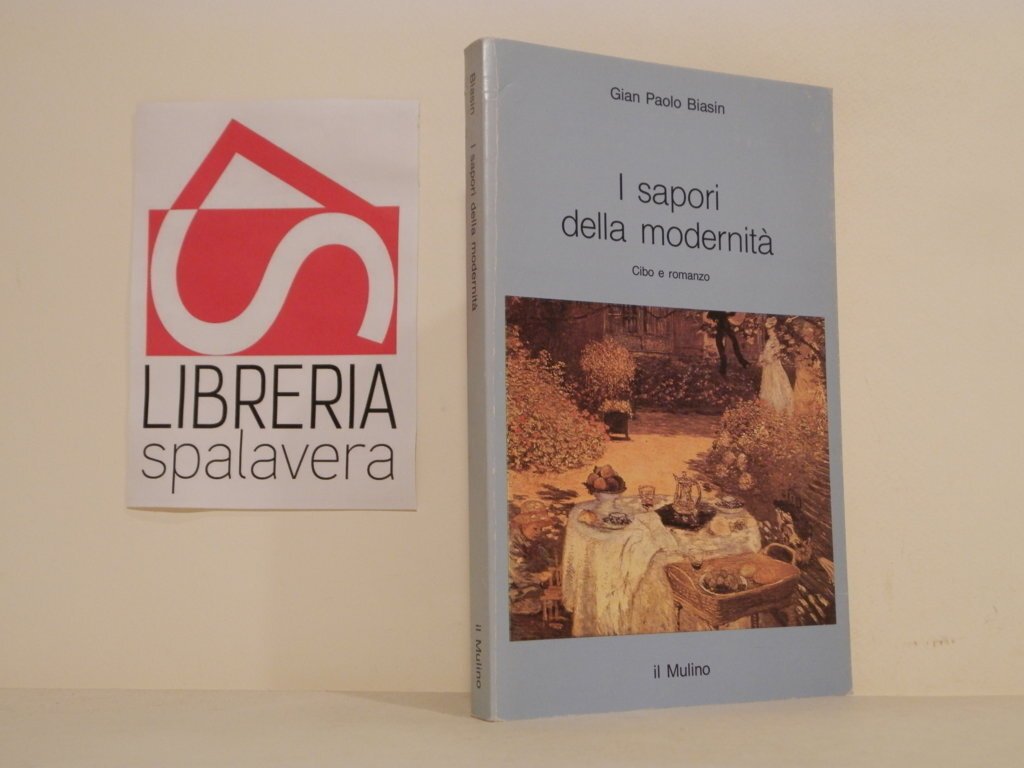 LIBRERIA
spalavera
Biasin I sapori della modernità
il Mulino
Gian Paolo Biasin
I sapori
della modernità
Cibo e romanzo
il Mulino